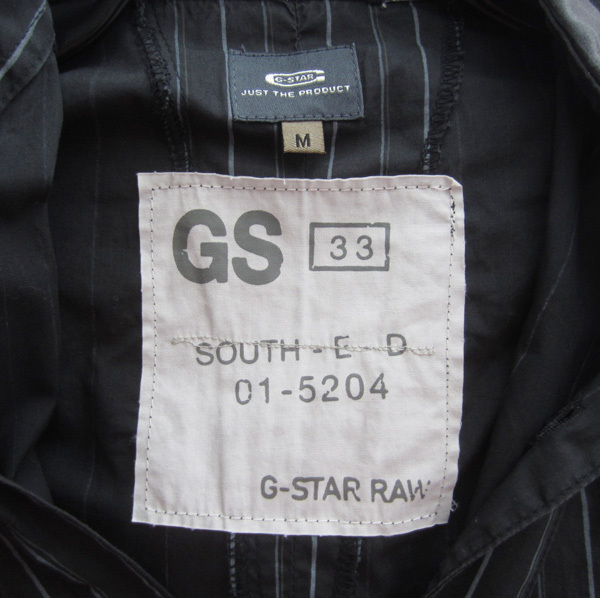 G-STAR
JUST THE PRODUCT
M
GS 33
SOUTH - E D
01-5204
G-STAR RAW